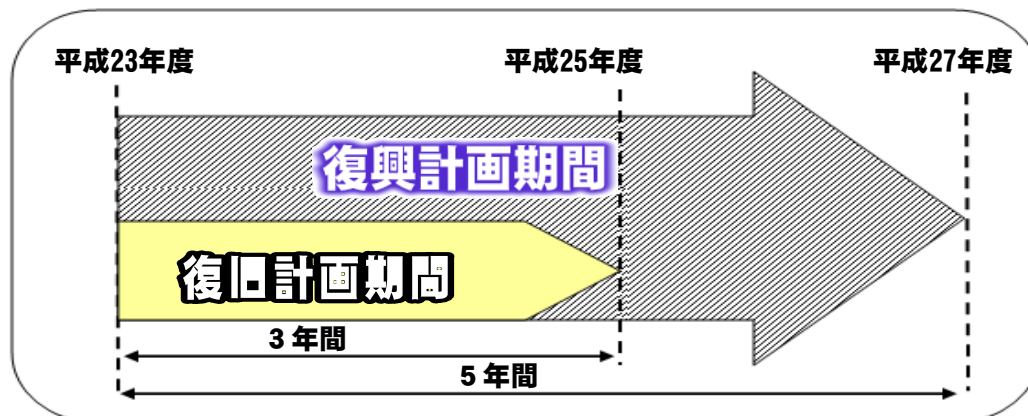 平成23年度
平成25年度
平成27年度
復興計画期間
復旧計画期間
3年間
5年間